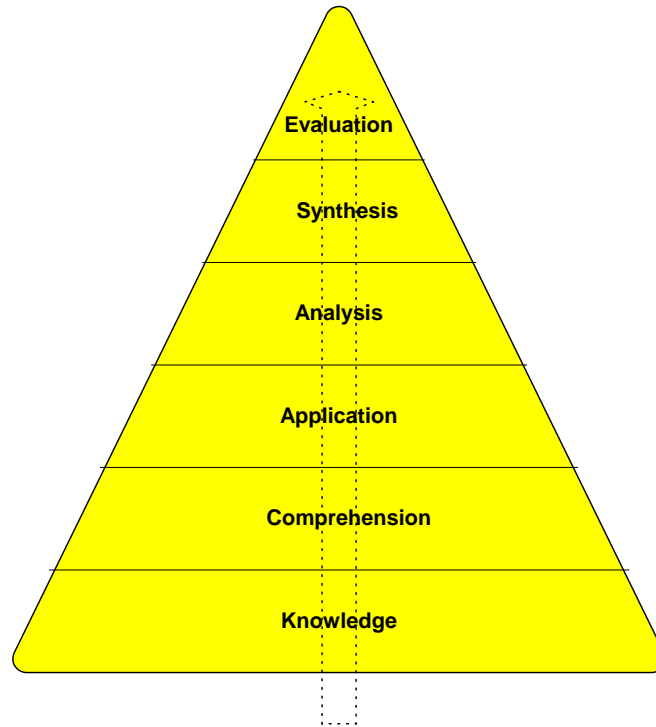 Evaluation
Synthesis
Analysis
Application
Comprehension
Knowledge